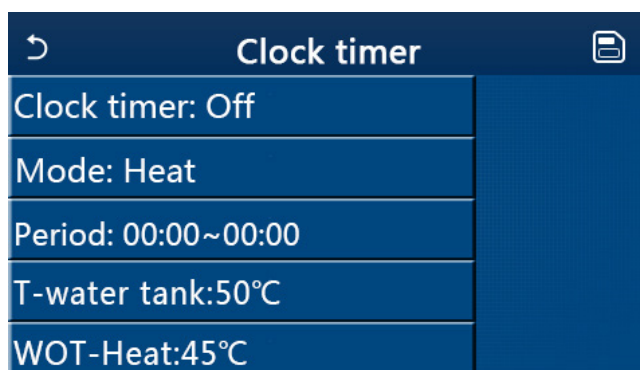 Clock timer
Clock timer: Off
Mode: Heat
Period: 00:00~00:00
T-water tank:50℃
WOT-Heat:45℃